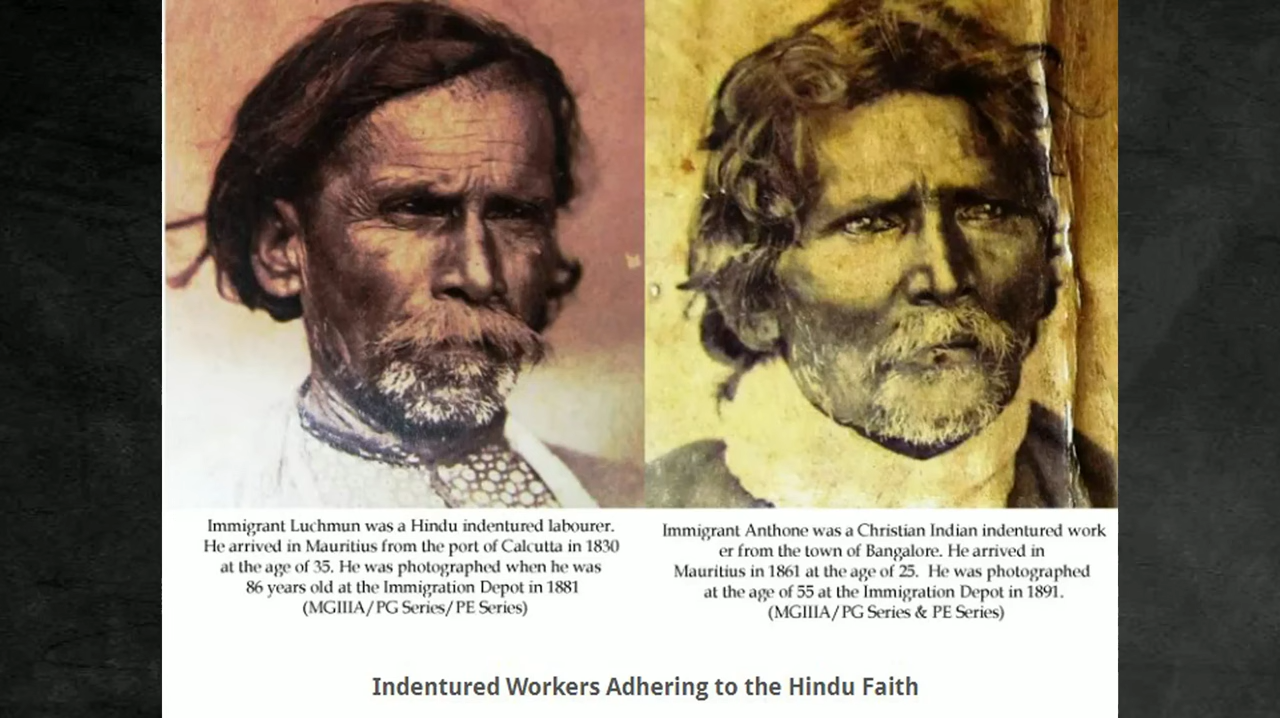 Immigrant Luchmun was a Hindu indentured labourer.
He arrived in Mauritius from the port of Calcutta in 1830
at the age of 35. He was photographed when he was
86 years old at the Immigration Depot in 1881
(MGIIIA/PG Series/PE Series)
Immigrant Anthone was a Christian Indian indentured work
er from the town of Bangalore. He arrived in
Mauritius in 1861 at the age of 25. He was photographed
at the age of 55 at the Immigration Depot in 1891.
(MGIIIA/PG Series & PE Series)
Indentured Workers Adhering to the Hindu Faith